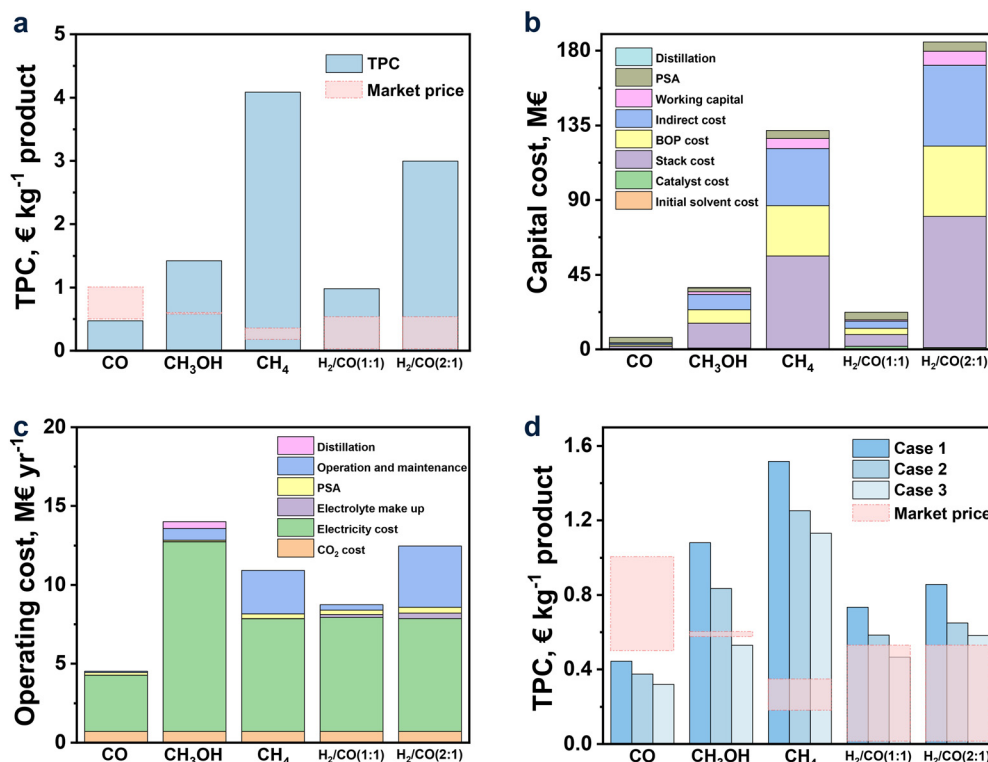 a
TPC, € kg⁻¹ product
5
4
3
2
1
0
TPC
Market price
CO
CH₃OH
CH₄
H₂/CO(1:1)
H₂/CO(2:1)
b
Capital cost, M€
180
135
90
45
0
Distillation
PSA
Working capital
Indirect cost
BOP cost
Stack cost
Catalyst cost
Initial solvent cost
CO
CH₃OH
CH₄
H₂/CO(1:1)
H₂/CO(2:1)
c
Operating cost, M€ yr⁻¹
20
15
10
5
0
Distillation
Operation and maintenance
PSA
Electrolyte make up
Electricity cost
CO₂ cost
CO
CH₃OH
CH₄
H₂/CO(1:1)
H₂/CO(2:1)
d
TPC, € kg⁻¹ product
1.6
1.2
0.8
0.4
0.0
Case 1
Case 2
Case 3
Market price
CO
CH₃OH
CH₄
H₂/CO(1:1)
H₂/CO(2:1)